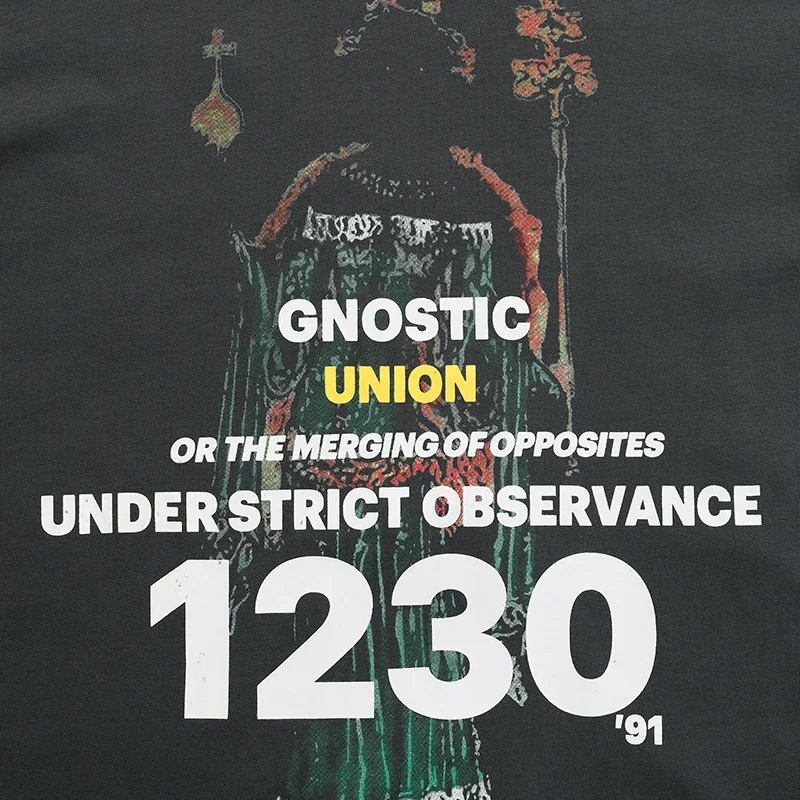 GNOSTIC
UNION
OR THE MERGING OF OPPOSITES
UNDER STRICT OBSERVANCE
1230
'91